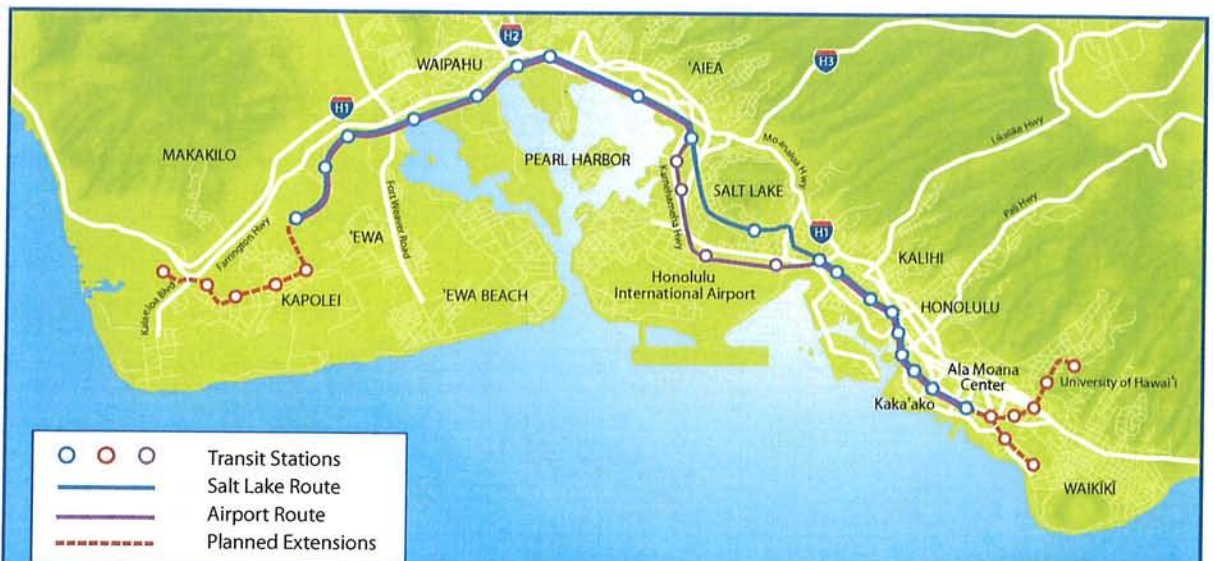 H2
WAIPAHU
'AIEA
H3
H1
Likelike Hwy
MAKAKILO
PEARL HARBOR
Moanaloa Hwy
SALT LAKE
Kamehameha Hwy
Pali Hwy
Fort Weaver Road
Farrington Hwy
'EWA
H1
KALIHI
Honolulu
International Airport
KAPOLEI
'EWA BEACH
HONOLULU
Kalaeloa Blvd
Ala Moana
Center
University of Hawai'i
Kaka'ako
WAIKĪKĪ
Transit Stations
Salt Lake Route
Airport Route
Planned Extensions